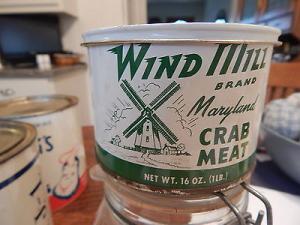 WIND MILL
BRAND
Maryland
CRAB
MEAT
NET WT. 16 OZ. (1LB.)